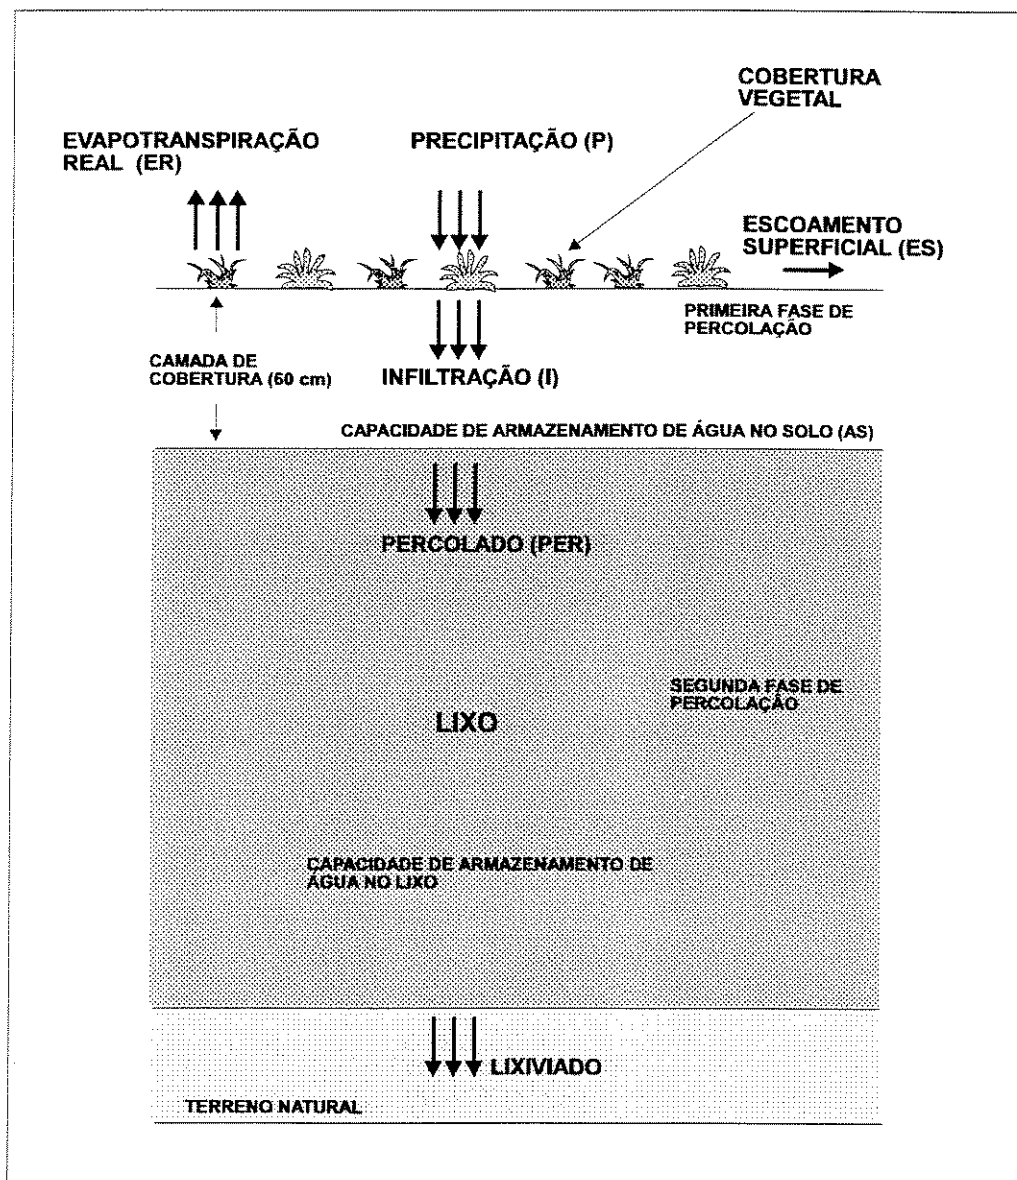 COBERTURA
VEGETAL
EVAPOTRANSPIRAÇÃO
REAL (ER)
PRECIPITAÇÃO (P)
ESCOAMENTO
SUPERFICIAL (ES)
PRIMEIRA FASE DE
PERCOLAÇÃO
CAMADA DE
COBERTURA (60 cm)
INFILTRAÇÃO (I)
CAPACIDADE DE ARMAZENAMENTO DE ÁGUA NO SOLO (AS)
PERCOLADO (PER)
SEGUNDA FASE DE
PERCOLAÇÃO
LIXO
CAPACIDADE DE ARMAZENAMENTO DE
ÁGUA NO LIXO
LIXIVIADO
TERRENO NATURAL